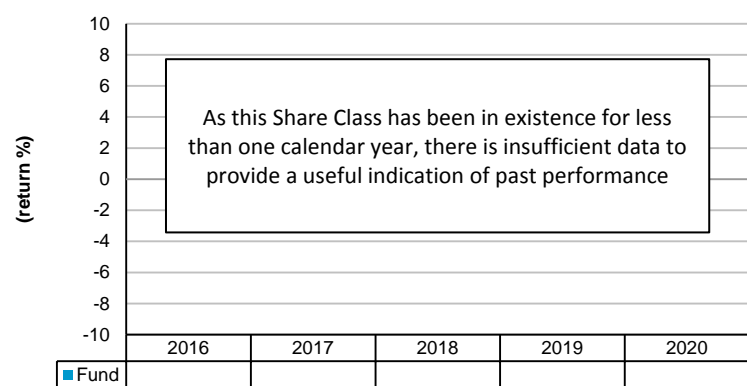 10
8
6
4
2
0
-2
-4
-6
-8
-10
(return %)
As this Share Class has been in existence for less
than one calendar year, there is insufficient data to
provide a useful indication of past performance
2016 2017 2018 2019 2020
Fund